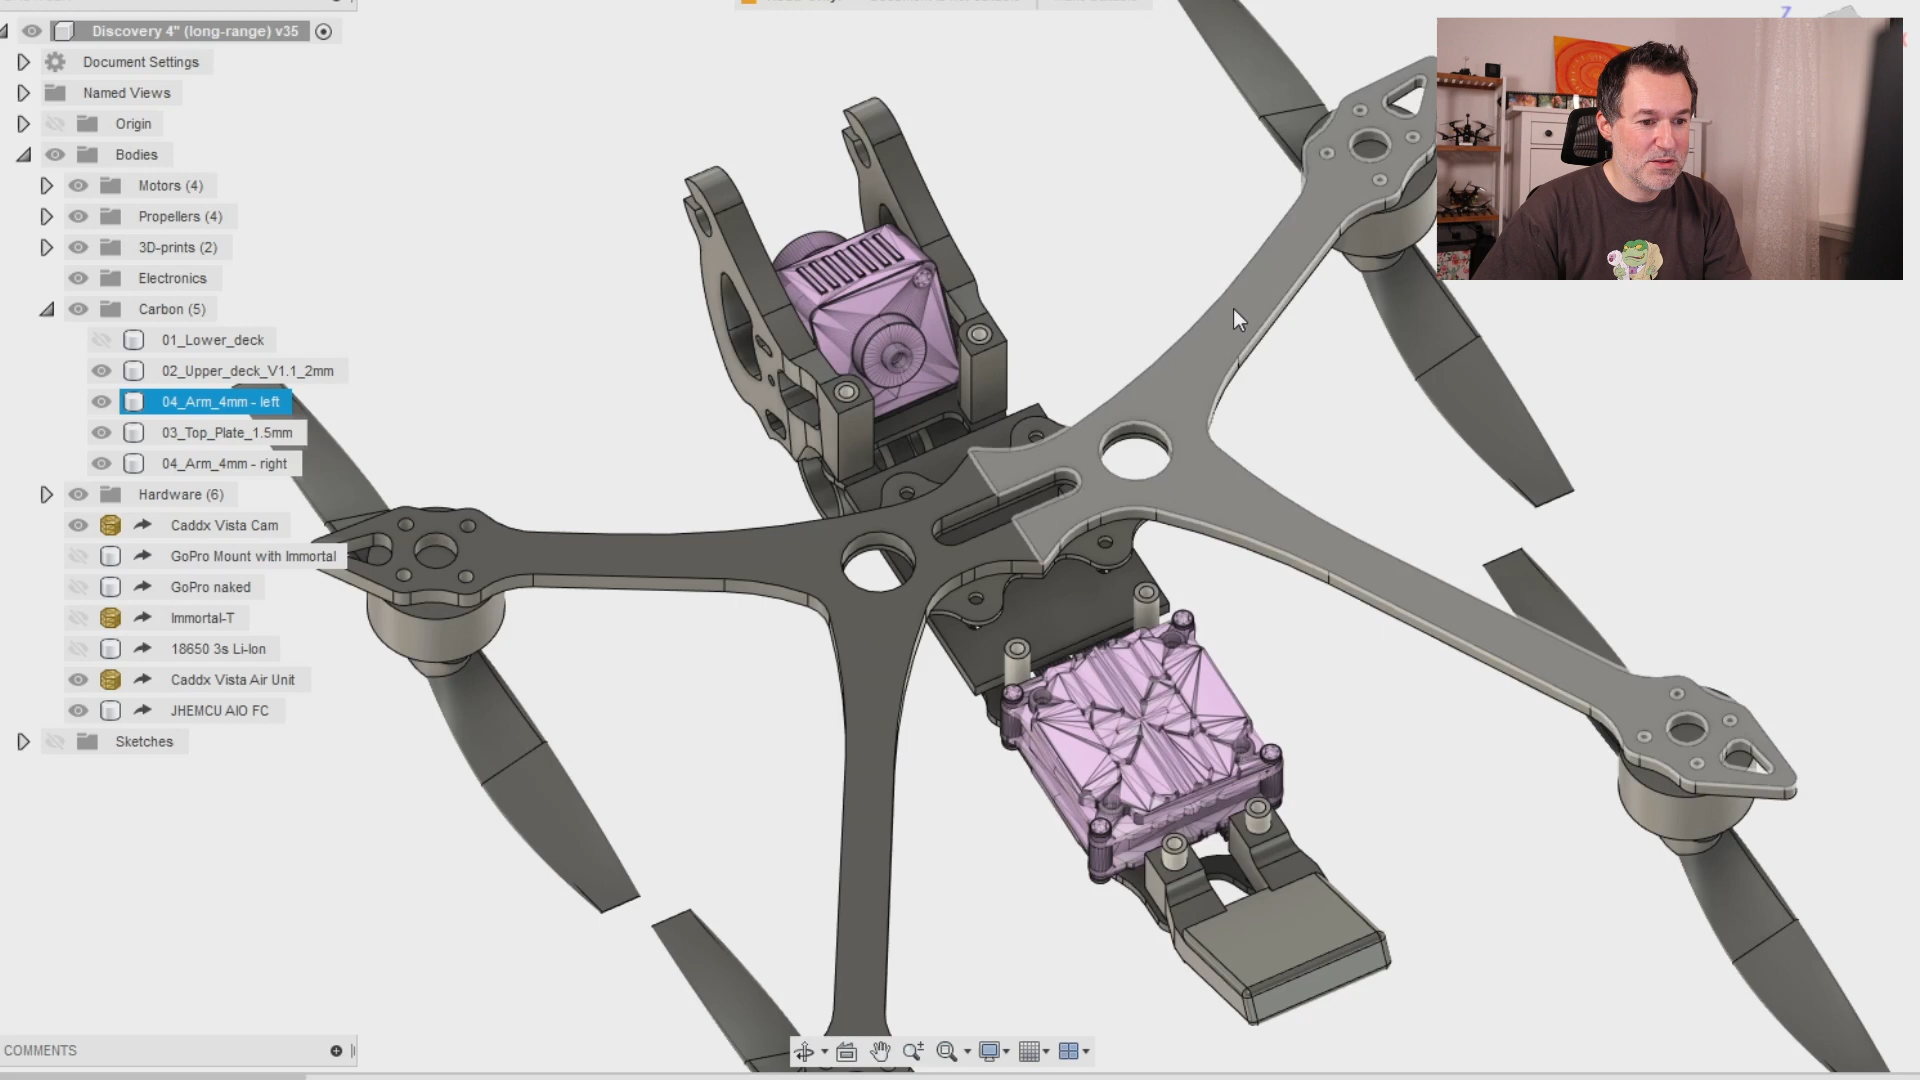 Discovery 4" (long-range) v35
Document Settings
Named Views
Origin
Bodies
Motors (4)
Propellers (4)
3D-prints (2)
Electronics
Carbon (5)
01_Lower_deck
02_Upper_deck_V1.1_2mm
04_Arm_4mm - left
03_Top_Plate_1.5mm
04_Arm_4mm - right
Hardware (6)
Caddx Vista Cam
GoPro Mount with Immortal
GoPro naked
Immortal-T
18650 3s Li-Ion
Caddx Vista Air Unit
JHEMCU AIO FC
Sketches
COMMENTS
Z